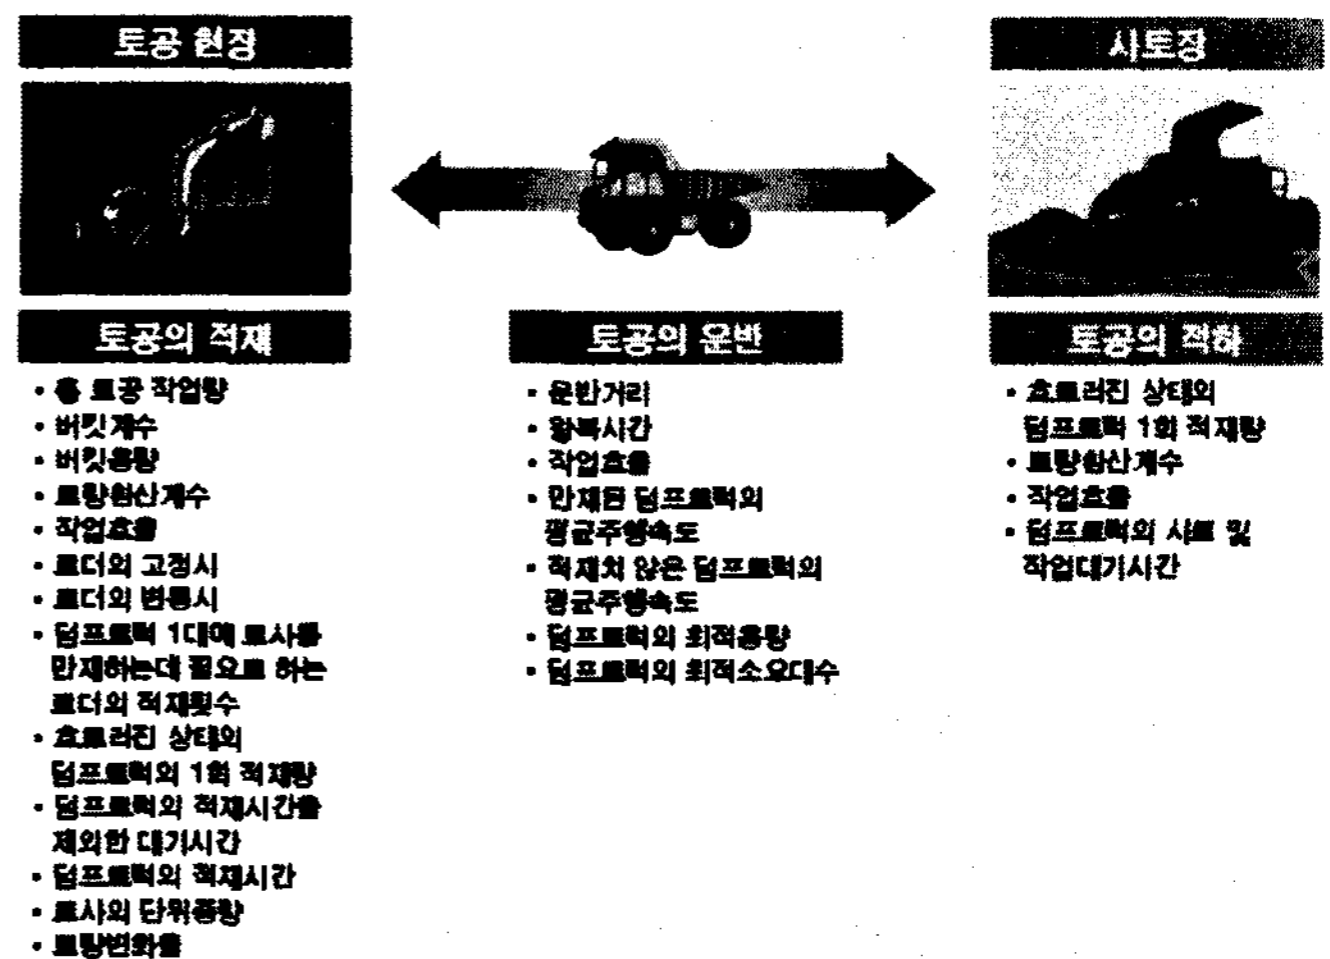 토공 현장
사토장
토공의 적재
• 총 토공 작업량
• 버킷계수
• 버킷용량
• 토량환산계수
• 작업효율
• 로더의 고정시
• 로더의 변동시
• 덤프트럭 1대에 토사를
만재하는데 필요로 하는
로더의 적재횟수
• 흐트러진 상태의
덤프트럭의 1회 적재량
• 덤프트럭의 적재시간을
제외한 대기시간
• 덤프트럭의 적재시간
• 토사의 단위중량
• 토량변화율
토공의 운반
• 운반거리
• 왕복시간
• 작업효율
• 만재된 덤프트럭의
평균주행속도
• 적재치 않은 덤프트럭의
평균주행속도
• 덤프트럭의 최적용량
• 덤프트럭의 최적소요대수
토공의 적하
• 흐트러진 상태의
덤프트럭 1회 적재량
• 토량환산계수
• 작업효율
• 덤프트럭의 사토 및
작업대기시간